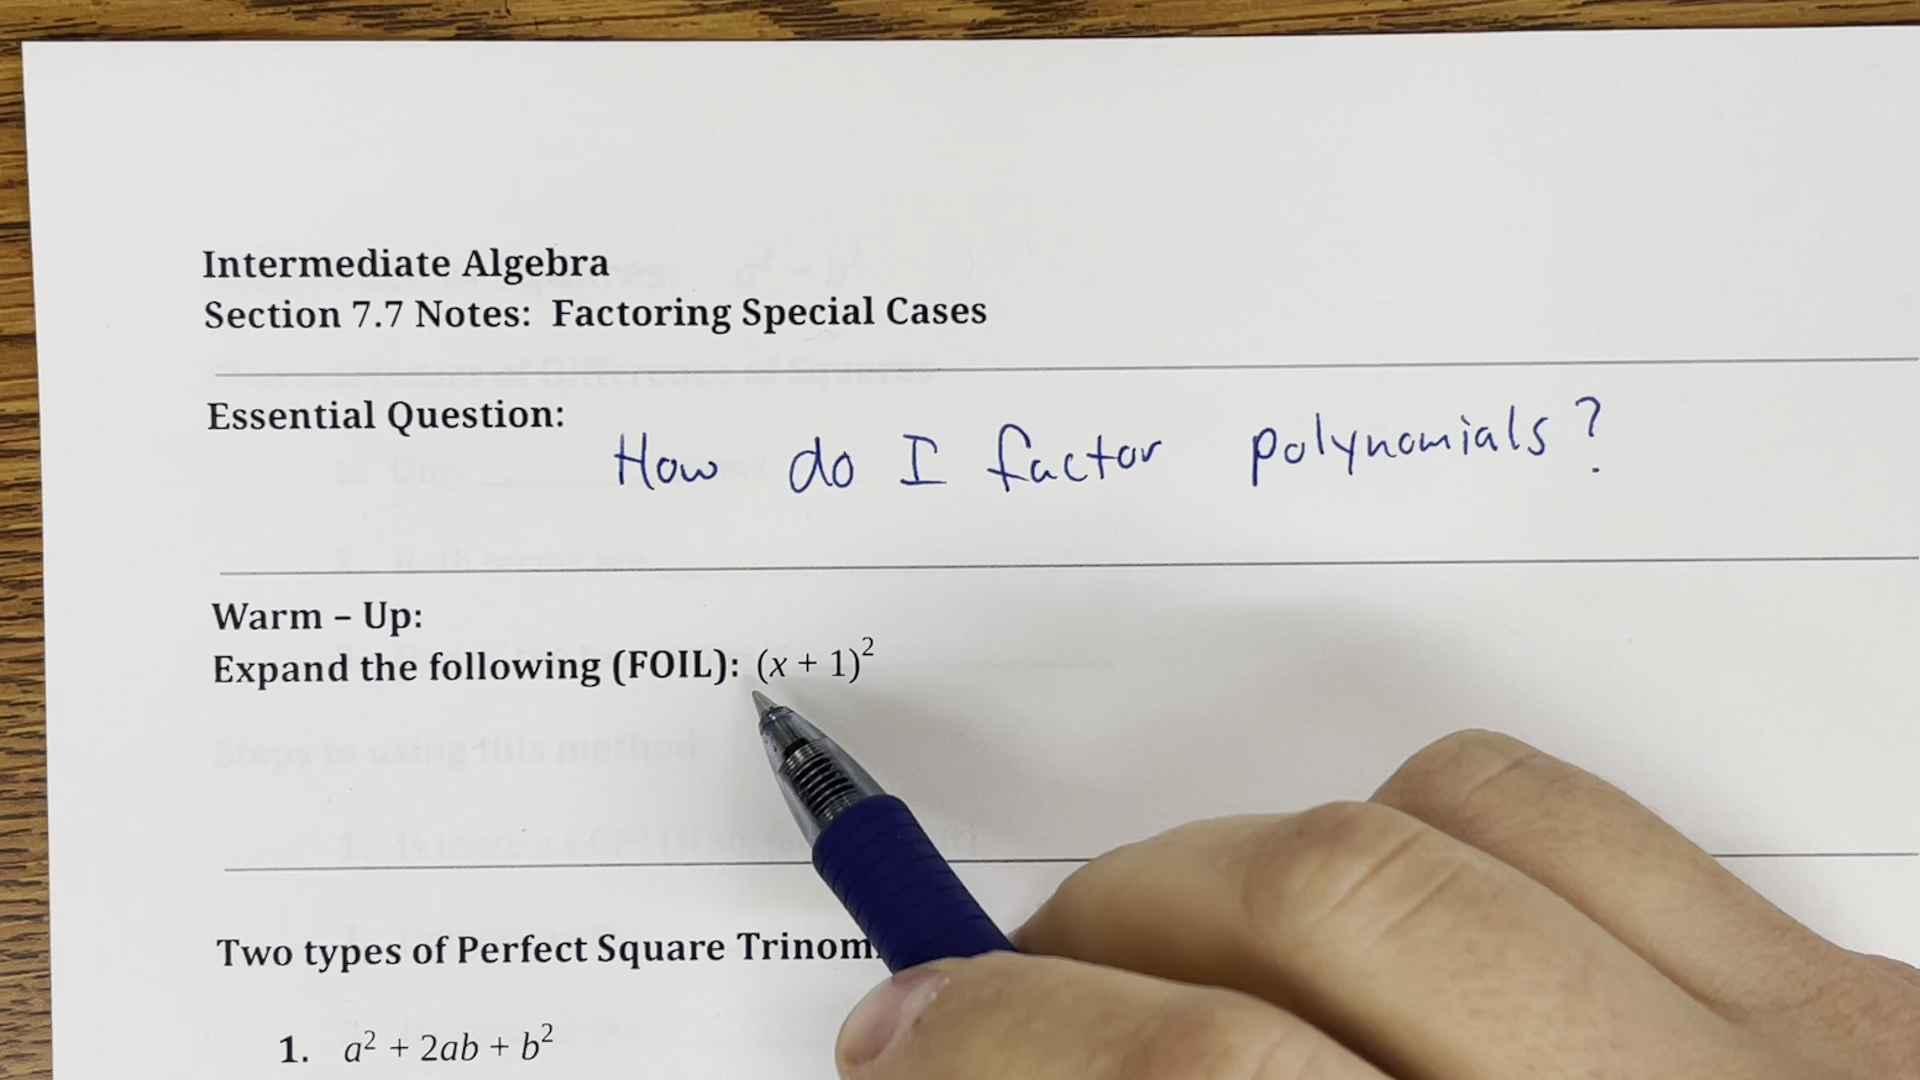 Intermediate Algebra
Section 7.7 Notes: Factoring Special Cases
Essential Question:
How do I factor polynomials?
Warm – Up:
Expand the following (FOIL): (x + 1)²
Two types of Perfect Square
1. a² + 2ab + b²